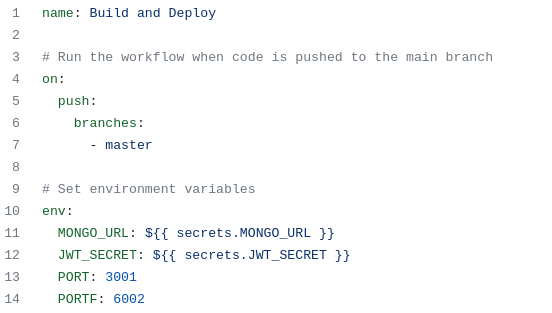 1 name: Build and Deploy
2
3 # Run the workflow when code is pushed to the main branch
4 on:
5   push:
6     branches:
7       - master
8
9 # Set environment variables
10 env:
11   MONGO_URL: ${{ secrets.MONGO_URL }}
12   JWT_SECRET: ${{ secrets.JWT_SECRET }}
13   PORT: 3001
14   PORTF: 6002